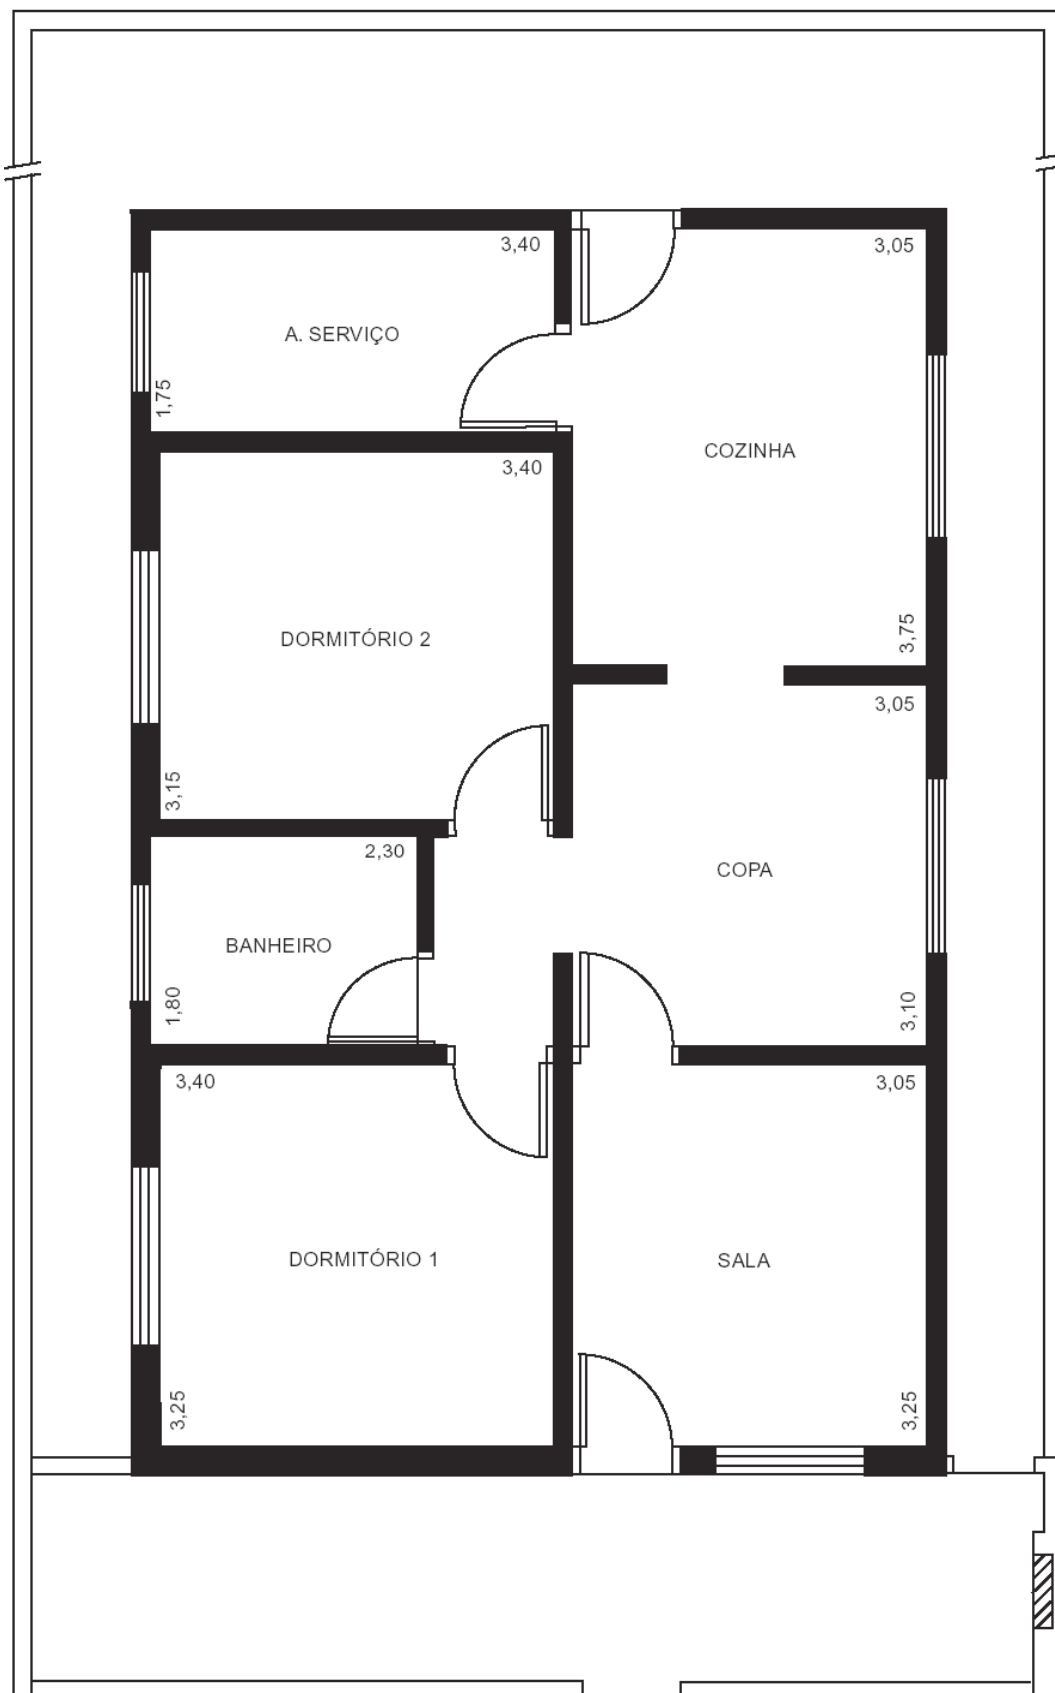 3,40
3,05
A. SERVIÇO
1,75
COZINHA
3,40
DORMITÓRIO 2
3,75
3,05
3,15
2,30
COPA
BANHEIRO
1,80
3,10
3,40
3,05
DORMITÓRIO 1
SALA
3,25
3,25